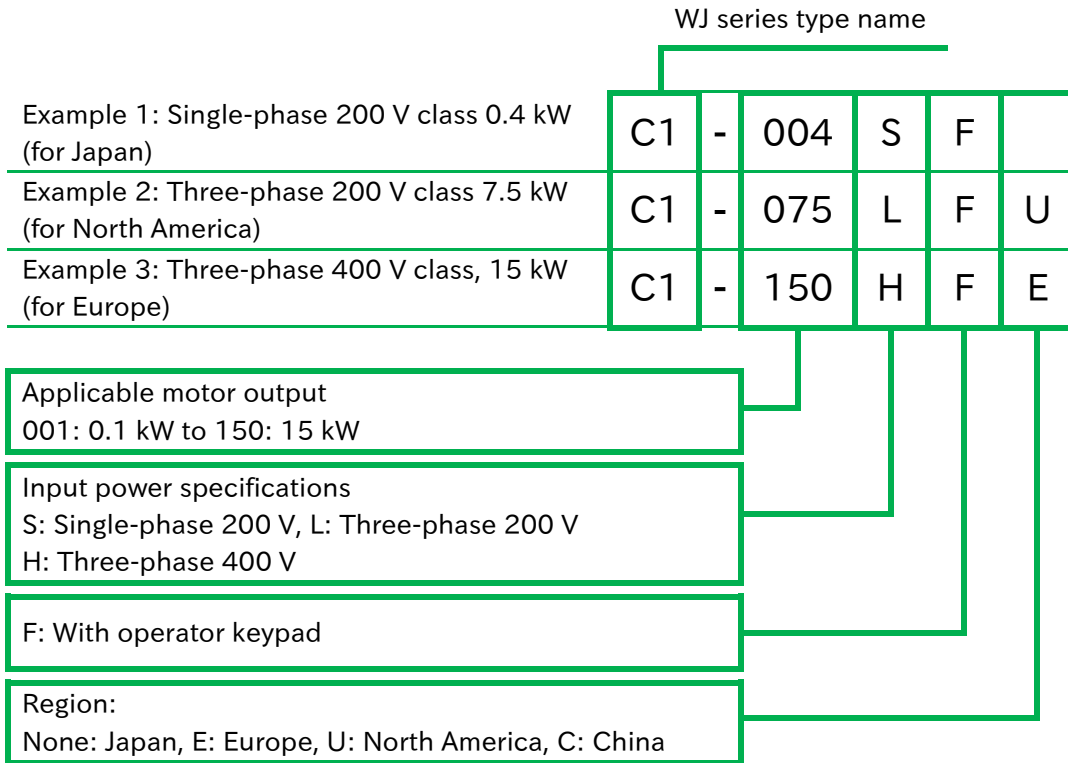 WJ series type name
Example 1: Single-phase 200 V class 0.4 kW
(for Japan)
C1 - 004 S F
Example 2: Three-phase 200 V class 7.5 kW
(for North America)
C1 - 075 L F U
Example 3: Three-phase 400 V class, 15 kW
(for Europe)
C1 - 150 H F E
Applicable motor output
001: 0.1 kW to 150: 15 kW
Input power specifications
S: Single-phase 200 V, L: Three-phase 200 V
H: Three-phase 400 V
F: With operator keypad
Region:
None: Japan, E: Europe, U: North America, C: China